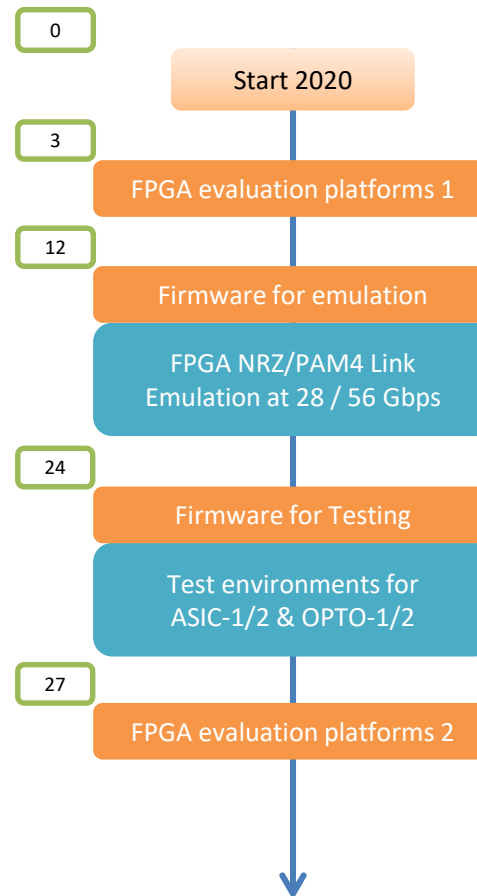 0
Start 2020
3
FPGA evaluation platforms 1
12
Firmware for emulation
FPGA NRZ/PAM4 Link
Emulation at 28 / 56 Gbps
24
Firmware for Testing
Test environments for
ASIC-1/2 & OPTO-1/2
27
FPGA evaluation platforms 2